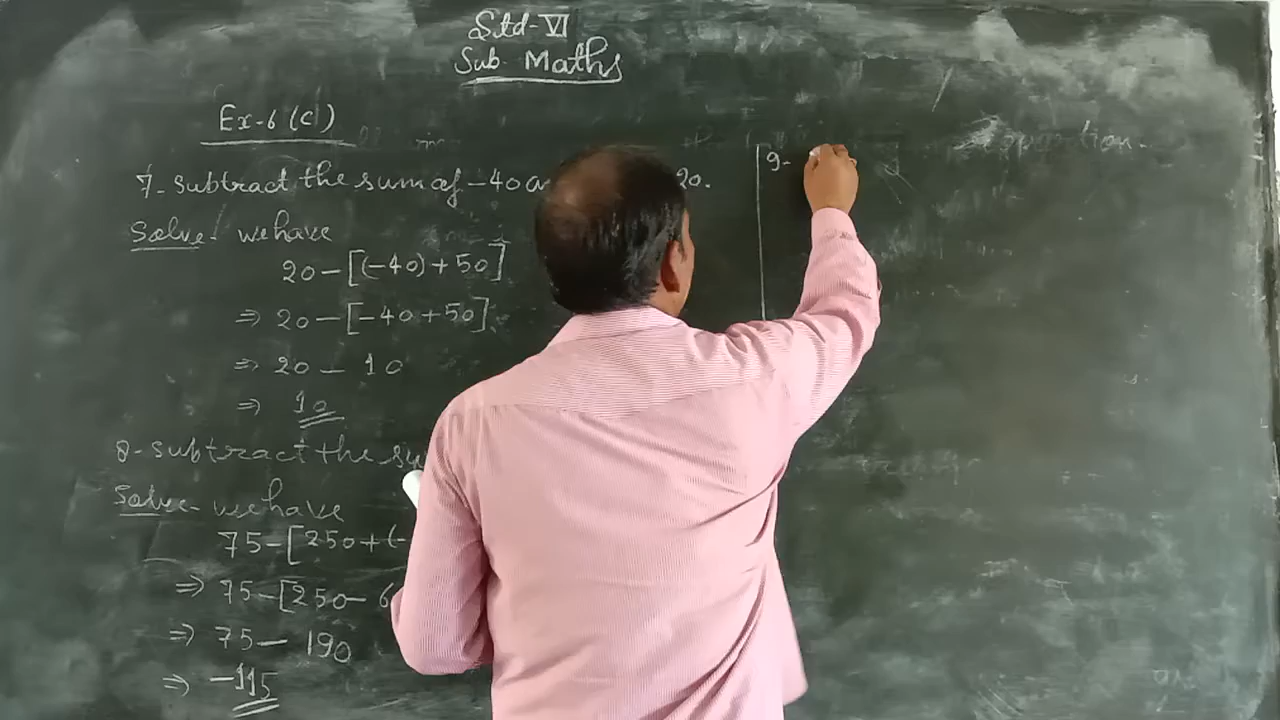 Std-VI
Sub. Maths
Ex-6 (c)
7- Subtract the sum of -40 a 20.
Solve- we have
20-[(-40)+50]
⇒ 20-[-40+50]
⇒ 20 - 10
⇒ 10
8- subtract the su
Solve- we have
75-[250+(-
⇒ 75-[250- 6
⇒ 75- 190
⇒ -115
9-